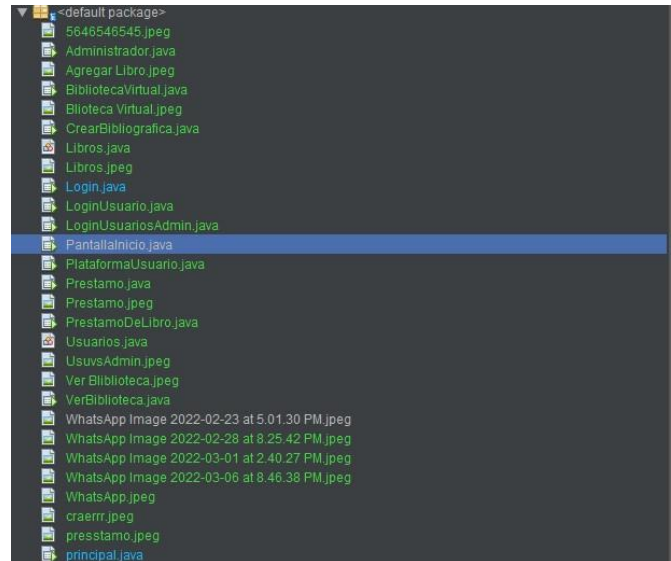 <default package>
5646546545.jpeg
Administrador.java
Agregar Libro.jpeg
BibliotecaVirtual.java
Blioteca Virtual.jpeg
CrearBibliografica.java
Libros.java
Libros.jpeg
Login.java
LoginUsuario.java
LoginUsuariosAdmin.java
PantallaInicio.java
PlataformaUsuario.java
Prestamo.java
Prestamo.jpeg
PrestamoDeLibro.java
Usuarios.java
UsuvsAdmin.jpeg
Ver Bliblioteca.jpeg
VerBiblioteca.java
WhatsApp Image 2022-02-23 at 5.01.30 PM.jpeg
WhatsApp Image 2022-02-28 at 8.25.42 PM.jpeg
WhatsApp Image 2022-03-01 at 2.40.27 PM.jpeg
WhatsApp Image 2022-03-06 at 8.46.38 PM.jpeg
WhatsApp.jpeg
craerrr.jpeg
presstamo.jpeg
principal.java